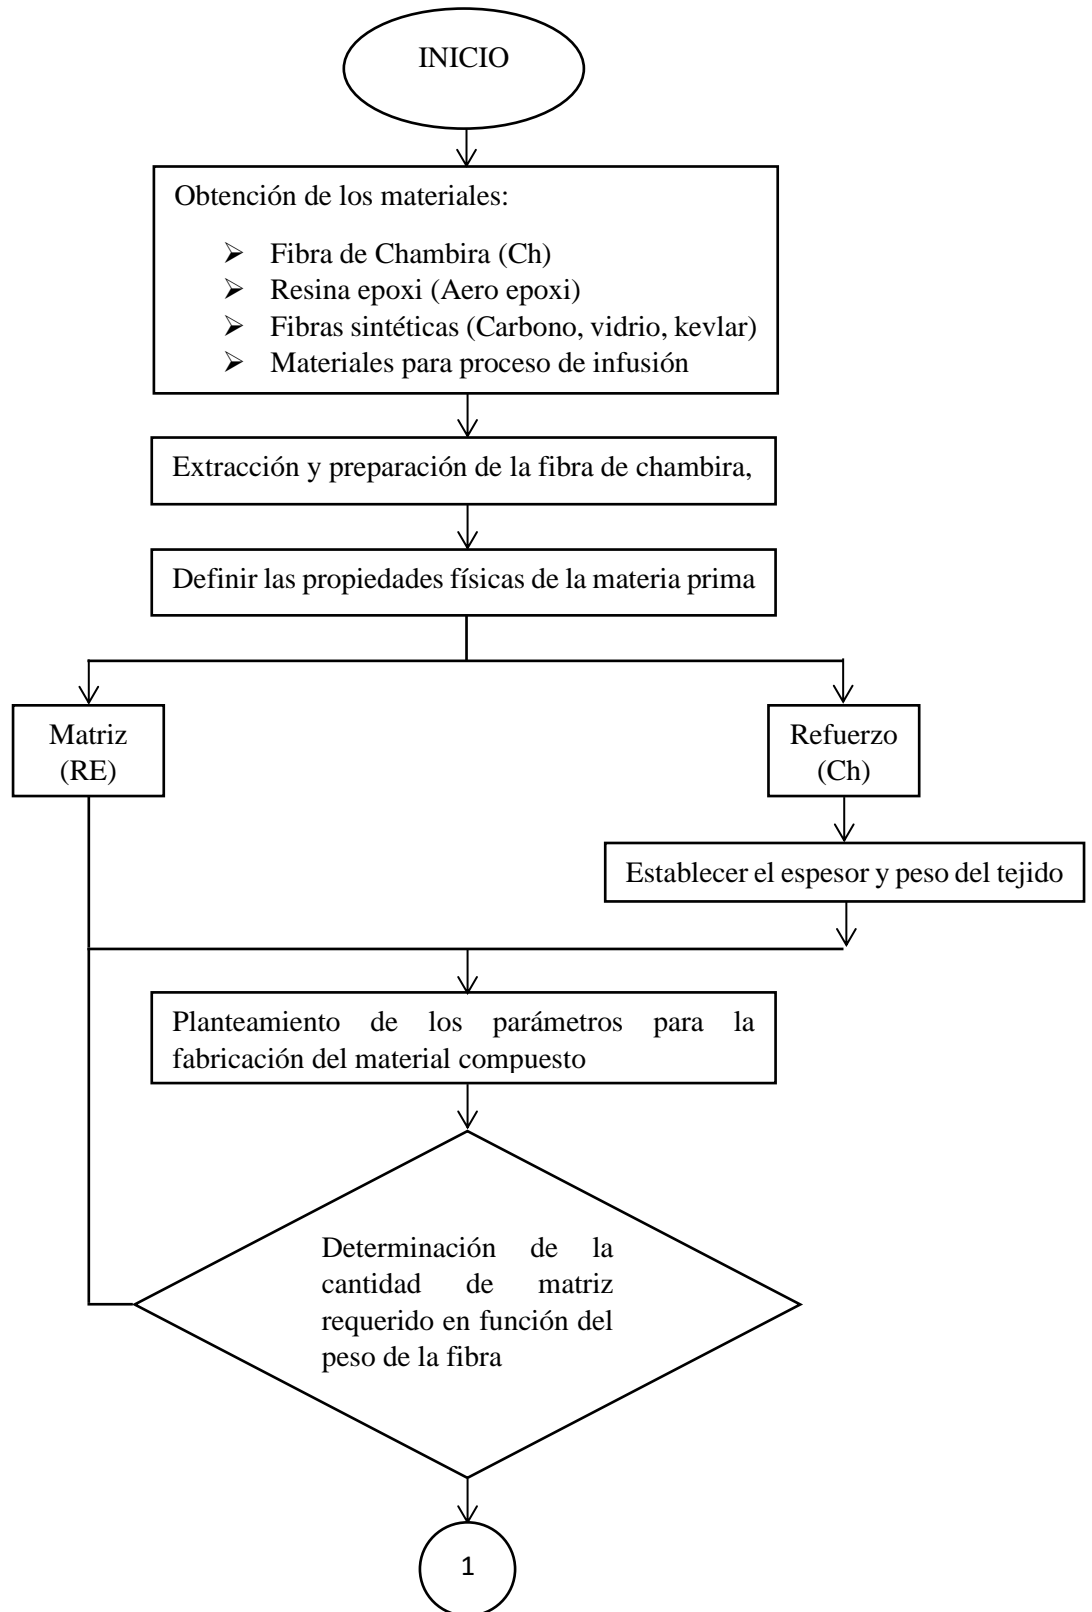 INICIO
Obtención de los materiales:
➢ Fibra de Chambira (Ch)
➢ Resina epoxi (Aero epoxi)
➢ Fibras sintéticas (Carbono, vidrio, kevlar)
➢ Materiales para proceso de infusión
Extracción y preparación de la fibra de chambira,
Definir las propiedades físicas de la materia prima
Matriz
(RE)
Refuerzo
(Ch)
Establecer el espesor y peso del tejido
Planteamiento de los parámetros para la
fabricación del material compuesto
Determinación de la
cantidad de matriz
requerido en función del
peso de la fibra
1